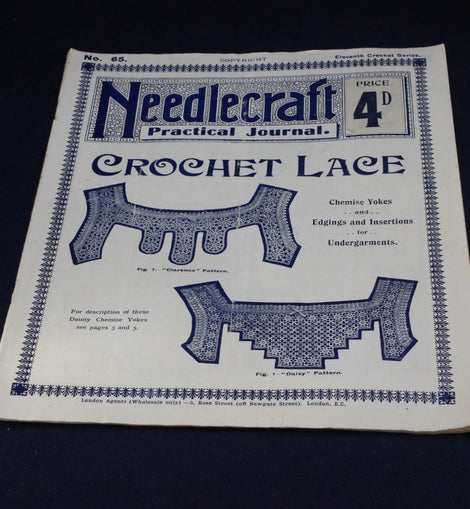 No. 65. COPYRIGHT Eleventh Crochet Series.
Needlecraft
Practical Journal.
PRICE
4D
CROCHET LACE
Chemise Yokes
. . and . .
Edgings and Insertions
. . for . .
Undergarments.
Fig. 7.—"Clarence" Pattern.
For description of these
Dainty Chemise Yokes
see pages 3 and 5.
Fig. 1—"Daisy" Pattern.
London Agents (Wholesale only)—5, Rose Street (off Newgate Street), London, E.C.